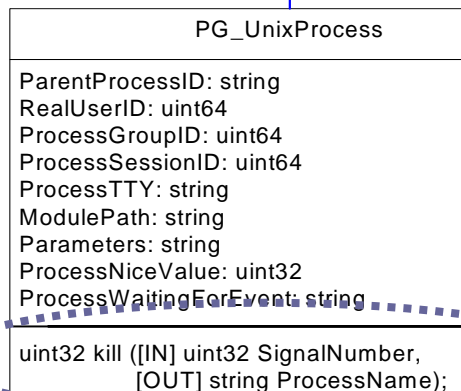 PG_UnixProcess
ParentProcessID: string
RealUserID: uint64
ProcessGroupID: uint64
ProcessSessionID: uint64
ProcessTTY: string
ModulePath: string
Parameters: string
ProcessNiceValue: uint32
ProcessWaitingForEvent: string
uint32 kill ([IN] uint32 SignalNumber,
[OUT] string ProcessName);